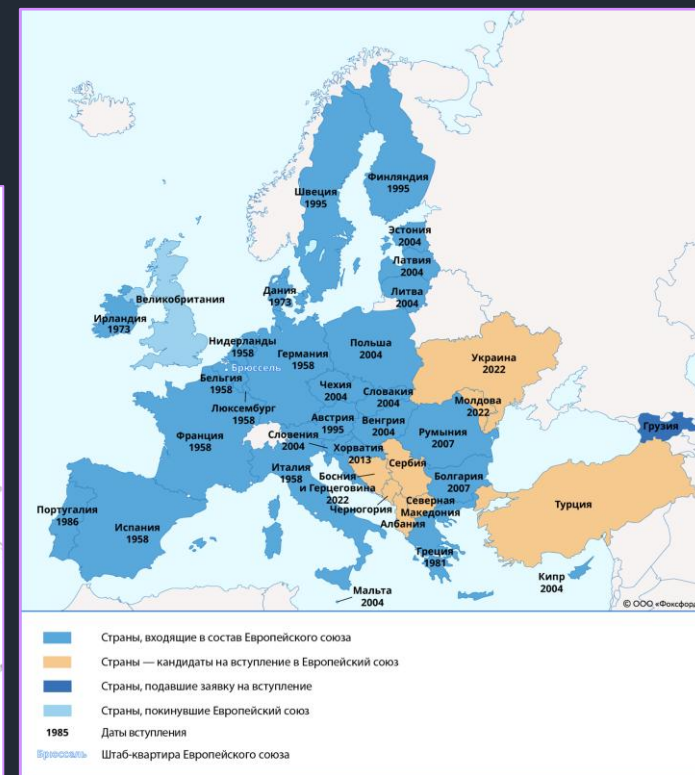 Финляндия
1995
Швеция
1995
Эстония
2004
Латвия
2004
Литва
2004
Дания
1973
Великобритания
Ирландия
1973
Нидерланды
1958
Германия
1958
Польша
2004
Украина
2022
Брюссель
Бельгия
1958
Чехия
2004
Словакия
2004
Молдова
2022
Люксембург
1958
Австрия
1995
Венгрия
2004
Румыния
2007
Грузия
Франция
1958
Словения
2004
Хорватия
2013
Сербия
Италия
1958
Босния
и Герцеговина
2022
Болгария
2007
Черногория
Северная
Македония
Албания
Турция
Португалия
1986
Испания
1958
Греция
1981
Кипр
2004
Мальта
2004
© ООО «Фоксфорд
Страны, входящие в состав Европейского союза
Страны — кандидаты на вступление в Европейский союз
Страны, подавшие заявку на вступление
Страны, покинувшие Европейский союз
1985 Даты вступления
Брюссель Штаб-квартира Европейского союза